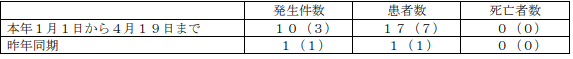 発生件数 患者数 死亡者数
本年１月１日から４月１９日まで １０（３） １７（７） ０（０）
昨年同期 １（１） １（１） ０（０）